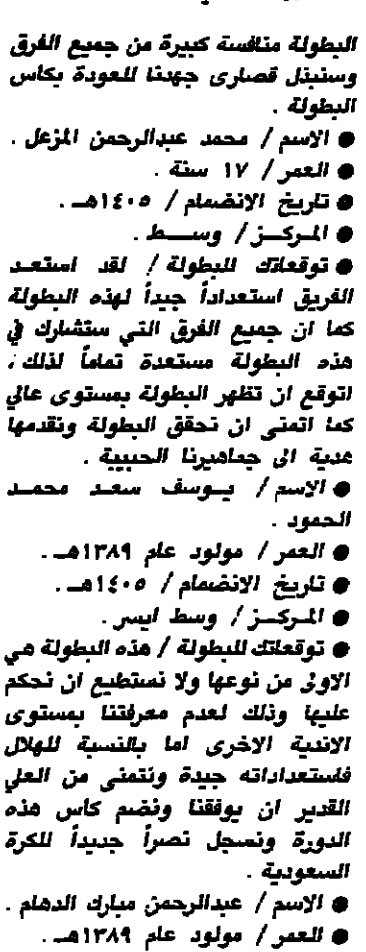 البطولة منافسة كبيرة من جميع الفرق
وسنبذل قصارى جهدنا للعودة بكأس
البطولة .
● الاسم / محمد عبدالرحمن المزعل .
● العمر / ١٧ سنة .
● تاريخ الانضمام / ١٤٠٥هـ .
● المركز / وسط .
● توقعاتك للبطولة / لقد استعد
الفريق استعداداً جيداً لهذه البطولة
كما ان جميع الفرق التي ستشارك في
هذه البطولة مستعدة تماماً لذلك ،
اتوقع ان تظهر البطولة بمستوى عالي
كما اتمنى ان نحقق البطولة ونقدمها
هدية الى جماهيرنا الحبيبة .
● الاسم / يوسف سعد محمد
الحمود .
● العمر / مولود عام ١٣٨٩هـ .
● تاريخ الانضمام / ١٤٠٥هـ .
● المركز / وسط ايسر .
● توقعاتك للبطولة / هذه البطولة هي
الاولى من نوعها ولا نستطيع ان نحكم
عليها وذلك لعدم معرفتنا بمستوى
الاندية الاخرى اما بالنسبة للهلال
فاستعداداته جيدة ونتمنى من العلي
القدير ان يوفقنا ونضم كأس هذه
الدورة ونسجل نصراً جديداً للكرة
السعودية .
● الاسم / عبدالرحمن مبارك الدهام .
● العمر / مولود عام ١٣٨٩هـ .